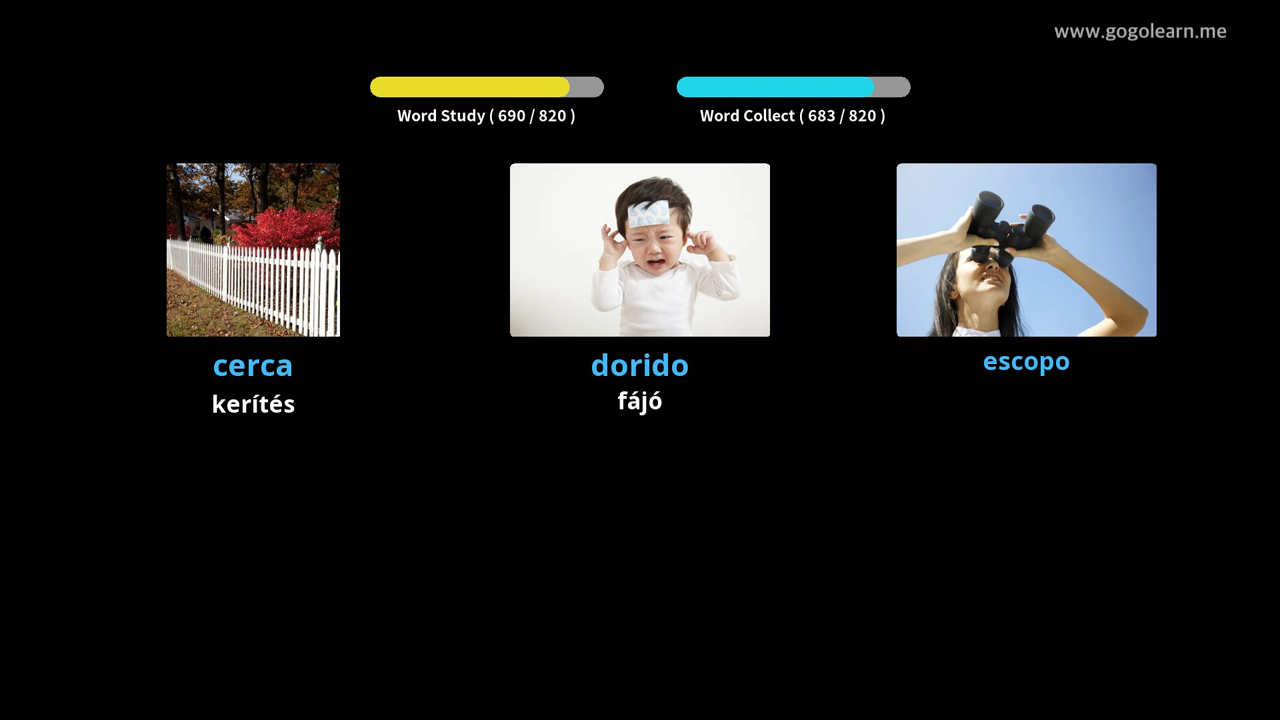 www.gogolearn.me
Word Study ( 690 / 820 )
Word Collect ( 683 / 820 )
cerca
kerítés
dorido
fájó
escopo